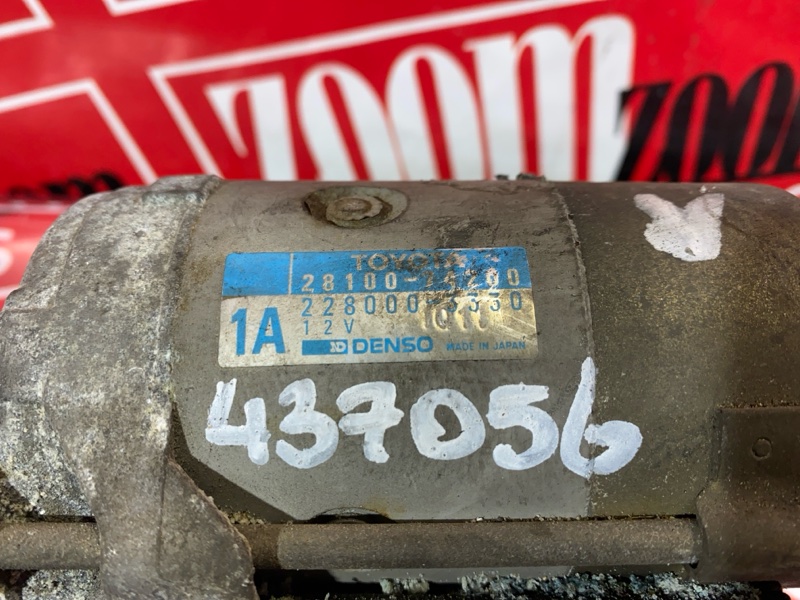 ZOOM
ZOOM
TOYOTA
28100-
228000
1A
12V
DENSO MADE IN JAPAN
437056